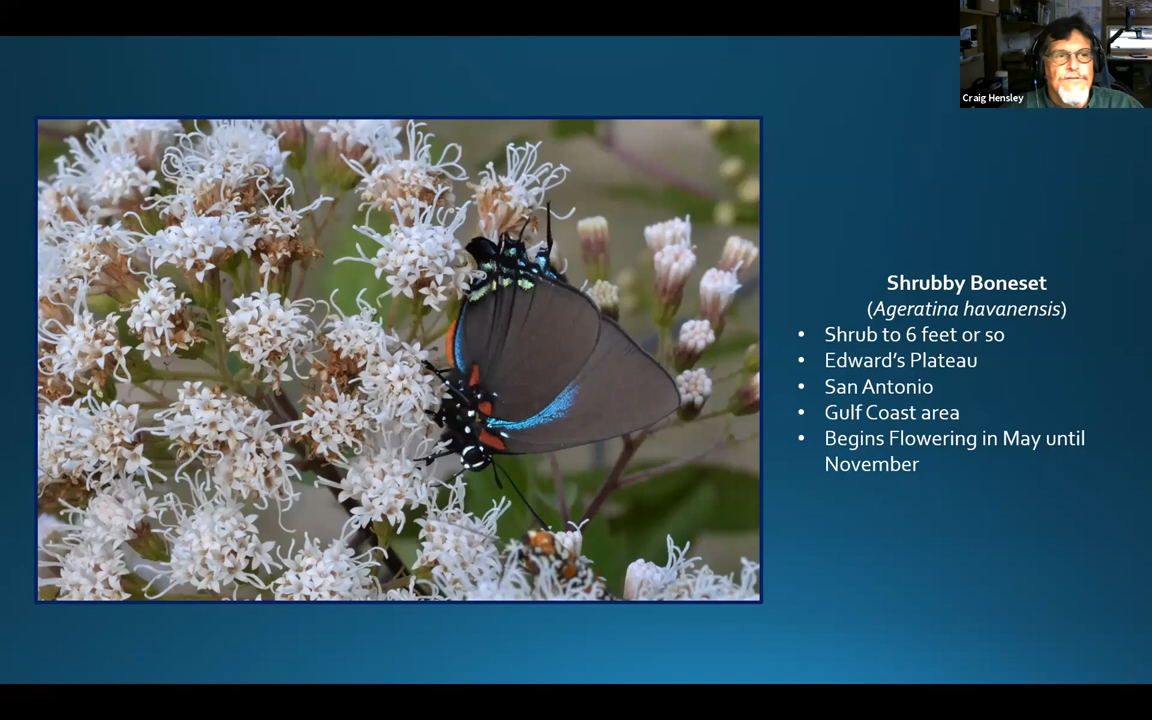 Craig Hensley
Shrubby Boneset
(Ageratina havanensis)
• Shrub to 6 feet or so
• Edward's Plateau
• San Antonio
• Gulf Coast area
• Begins Flowering in May until
November